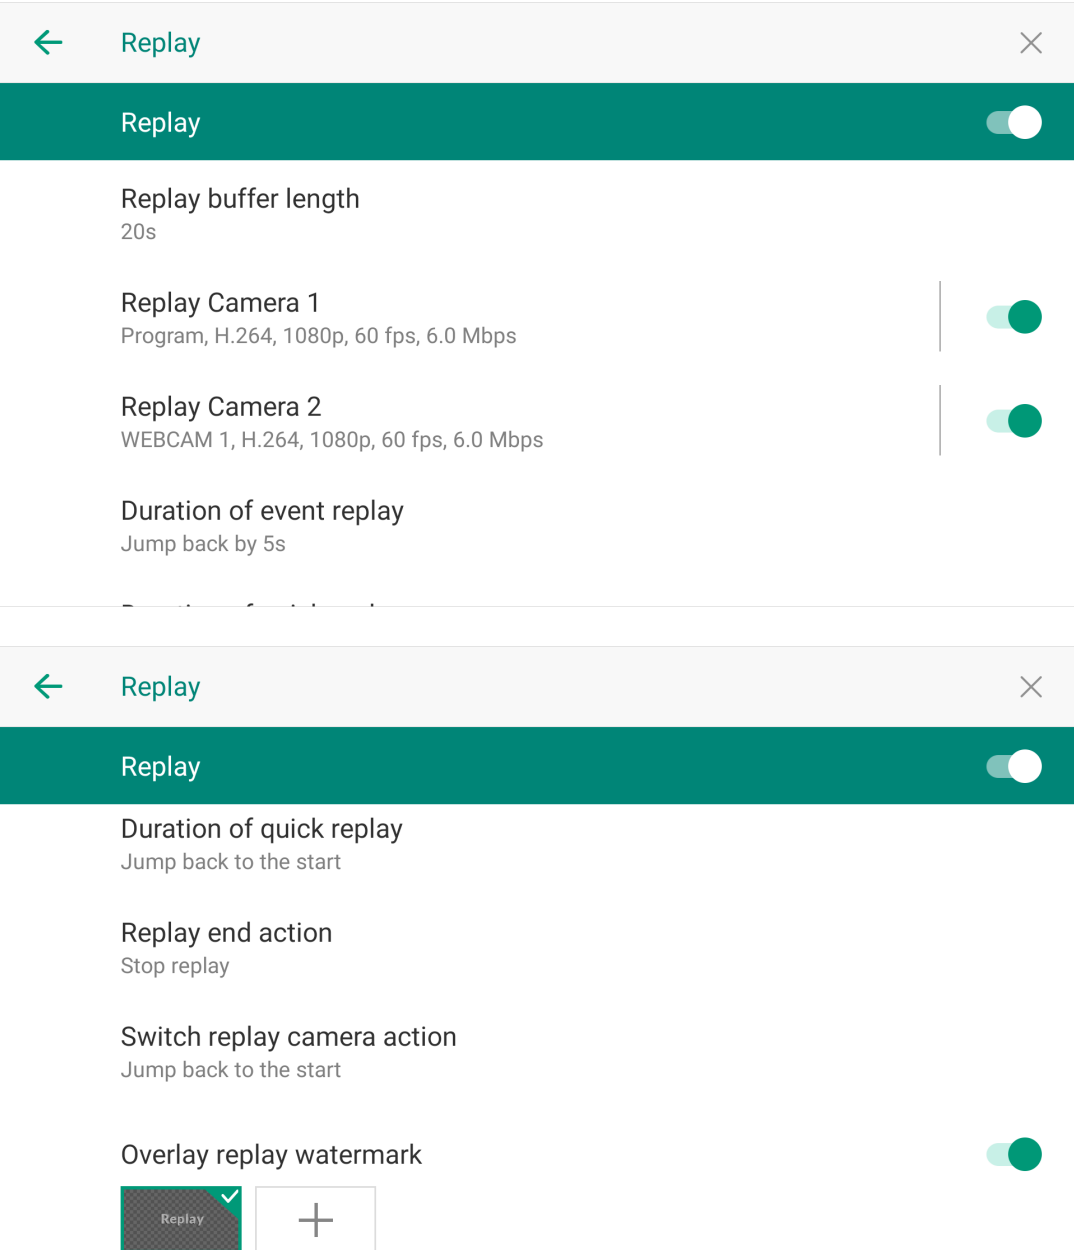 Replay
Replay
Replay buffer length
20s
Replay Camera 1
Program, H.264, 1080p, 60 fps, 6.0 Mbps
Replay Camera 2
WEBCAM 1, H.264, 1080p, 60 fps, 6.0 Mbps
Duration of event replay
Jump back by 5s
Replay
Replay
Duration of quick replay
Jump back to the start
Replay end action
Stop replay
Switch replay camera action
Jump back to the start
Overlay replay watermark
Replay